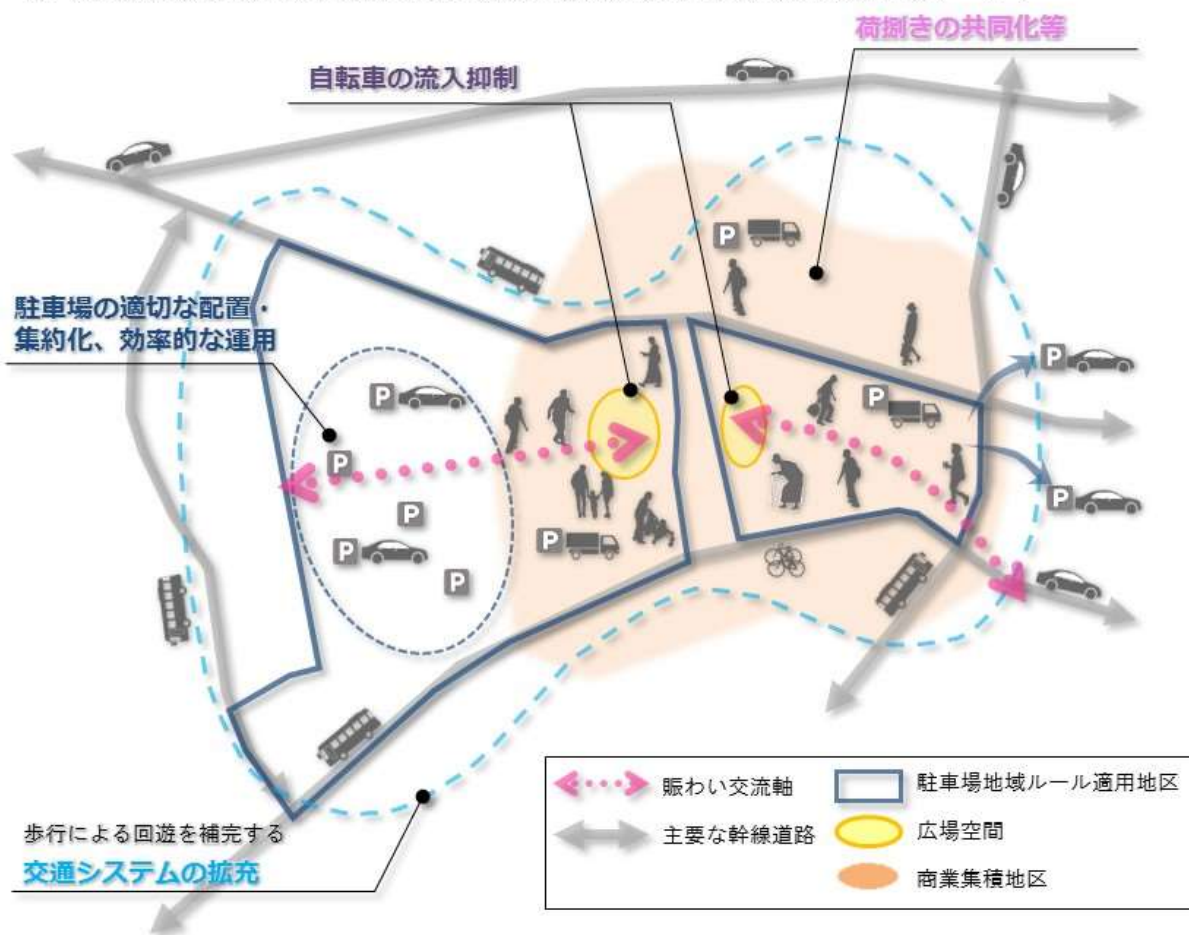 荷捌きの共同化等
自転車の流入抑制
駐車場の適切な配置・
集約化、効率的な運用
P
P
P
P
P
P
P
P
P
P
歩行による回遊を補完する
交通システムの拡充
賑わい交流軸
駐車場地域ルール適用地区
主要な幹線道路
広場空間
商業集積地区